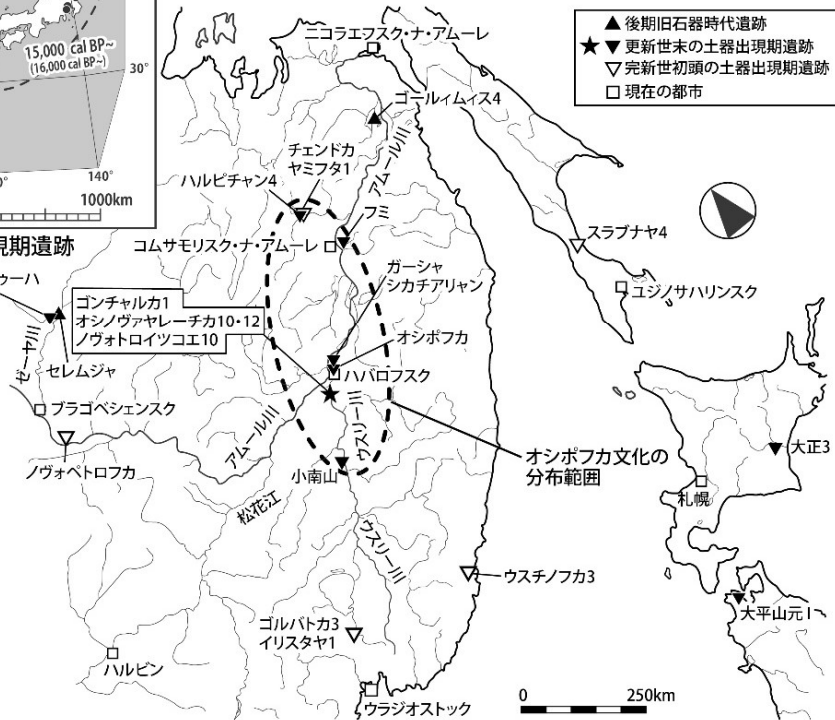 15,000 cal BP~
(16,000 cal BP~)
30°
140°
1000km
現期遺跡
▲ 後期旧石器時代遺跡
★▼ 更新世末の土器出現期遺跡
▽ 完新世初頭の土器出現期遺跡
□ 現在の都市
ニコラエフスク・ナ・アムーレ
ゴールィムィス4
アムール川
チェンドカ
ヤミフタ1
ハルピチャン4
フミ
コムサモリスク・ナ・アムーレ
ガーシャ
シカチアリャン
スラブナヤ4
ユジノサハリンスク
ゥーハ
ゴンチャルカ1
オシノヴァヤレーチカ10・12
ノヴォトロイツコエ10
オシポフカ
ゼーヤ川
セレムジャ
ハバロフスク
ブラゴベシェンスク
アムール川
ウスリー川
ノヴォペトロフカ
小南山
オシポフカ文化の
分布範囲
大正3
札幌
松花江
ウスリー川
ウスチノフカ3
大平山元I
ゴルバトカ3
イリスタヤ1
ハルビン
ウラジオストック
0
250km